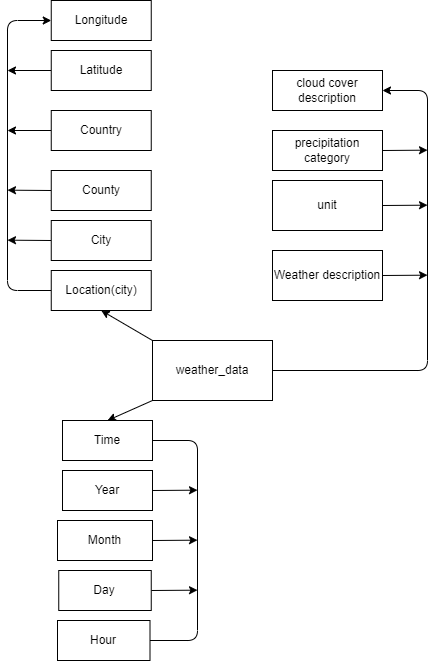 Longitude
Latitude
Country
County
City
Location(city)
cloud cover
description
precipitation
category
unit
Weather description
weather_data
Time
Year
Month
Day
Hour